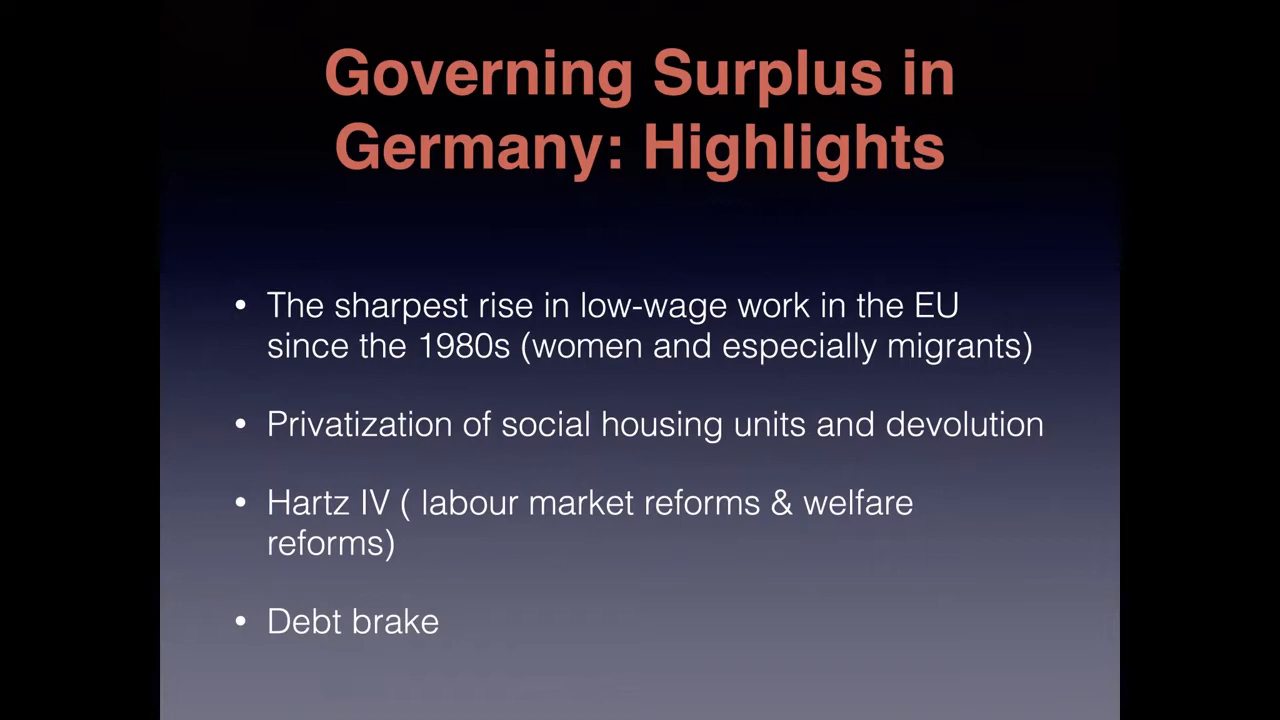 Governing Surplus in
Germany: Highlights
• The sharpest rise in low-wage work in the EU
since the 1980s (women and especially migrants)
• Privatization of social housing units and devolution
• Hartz IV ( labour market reforms & welfare
reforms)
• Debt brake